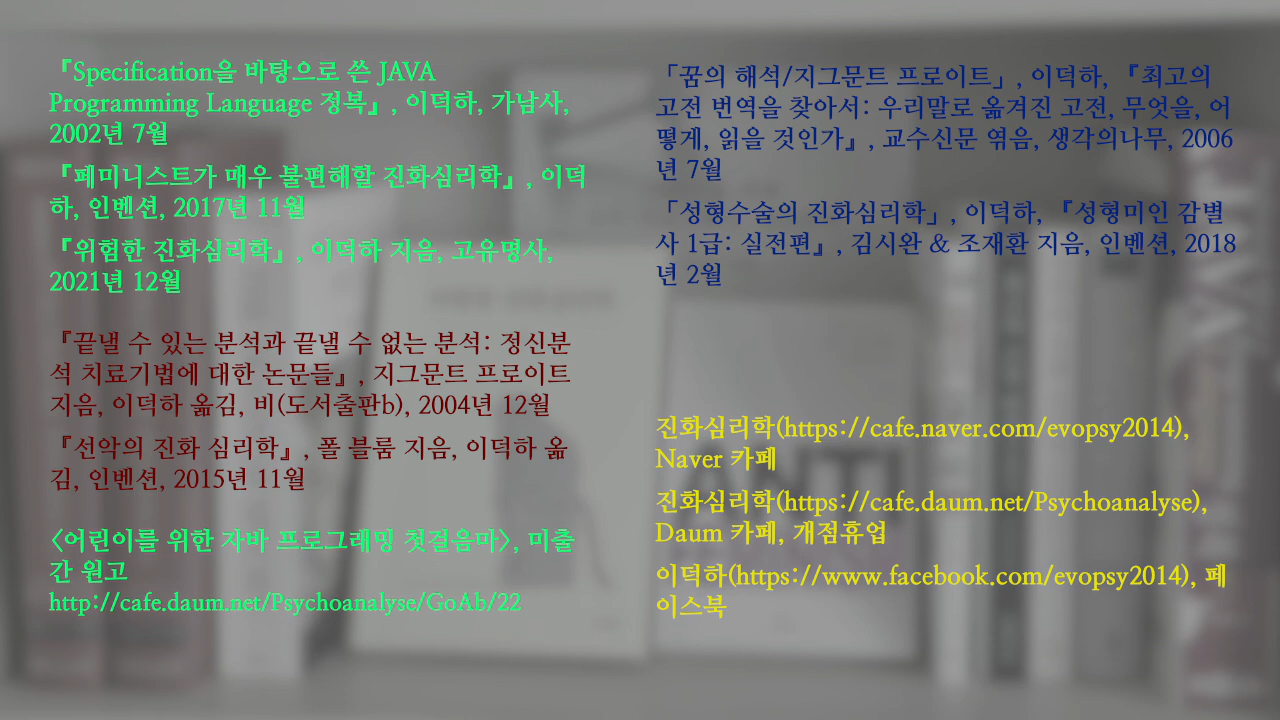 『Specification을 바탕으로 쓴 JAVA
Programming Language 정복』, 이덕하, 가남사,
2002년 7월
『페미니스트가 매우 불편해할 진화심리학』, 이덕
하, 인벤션, 2017년 11월
『위험한 진화심리학』, 이덕하 지음, 고유명사,
2021년 12월
『끝낼 수 있는 분석과 끝낼 수 없는 분석: 정신분
석 치료기법에 대한 논문들』, 지그문트 프로이트
지음, 이덕하 옮김, 비(도서출판b), 2004년 12월
『선악의 진화 심리학』, 폴 블룸 지음, 이덕하 옮
김, 인벤션, 2015년 11월
〈어린이를 위한 자바 프로그래밍 첫걸음마〉, 미출
간 원고
http://cafe.daum.net/Psychoanalyse/GoAb/22
「꿈의 해석/지그문트 프로이트」, 이덕하, 『최고의
고전 번역을 찾아서: 우리말로 옮겨진 고전, 무엇을, 어
떻게, 읽을 것인가』, 교수신문 엮음, 생각의나무, 2006
년 7월
「성형수술의 진화심리학」, 이덕하, 『성형미인 감별
사 1급: 실전편』, 김시완 & 조재환 지음, 인벤션, 2018
년 2월
진화심리학(https://cafe.naver.com/evopsy2014),
Naver 카페
진화심리학(https://cafe.daum.net/Psychoanalyse),
Daum 카페, 개점휴업
이덕하(https://www.facebook.com/evopsy2014), 페
이스북